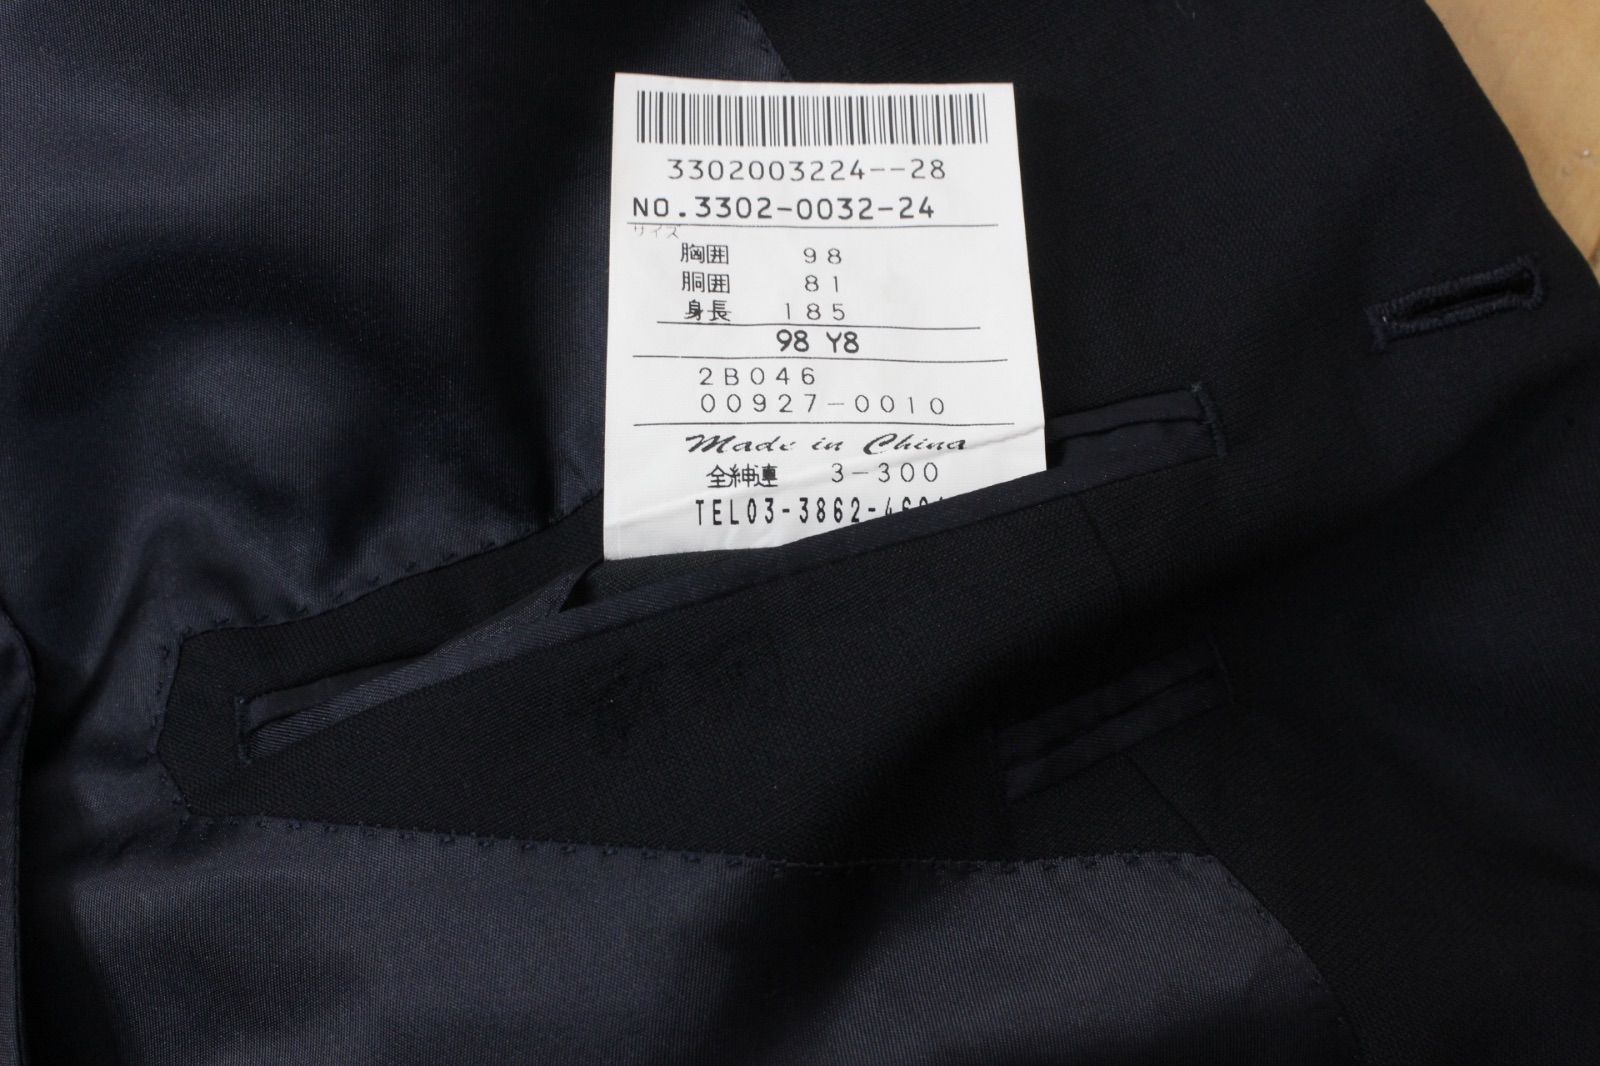 3302003224--28
NO.3302-0032-24
サイズ
胸囲 98
胴囲 81
身長 185
98 Y8
2B046
00927-0010
Made in China
全紳連 3-300
TEL03-3862-